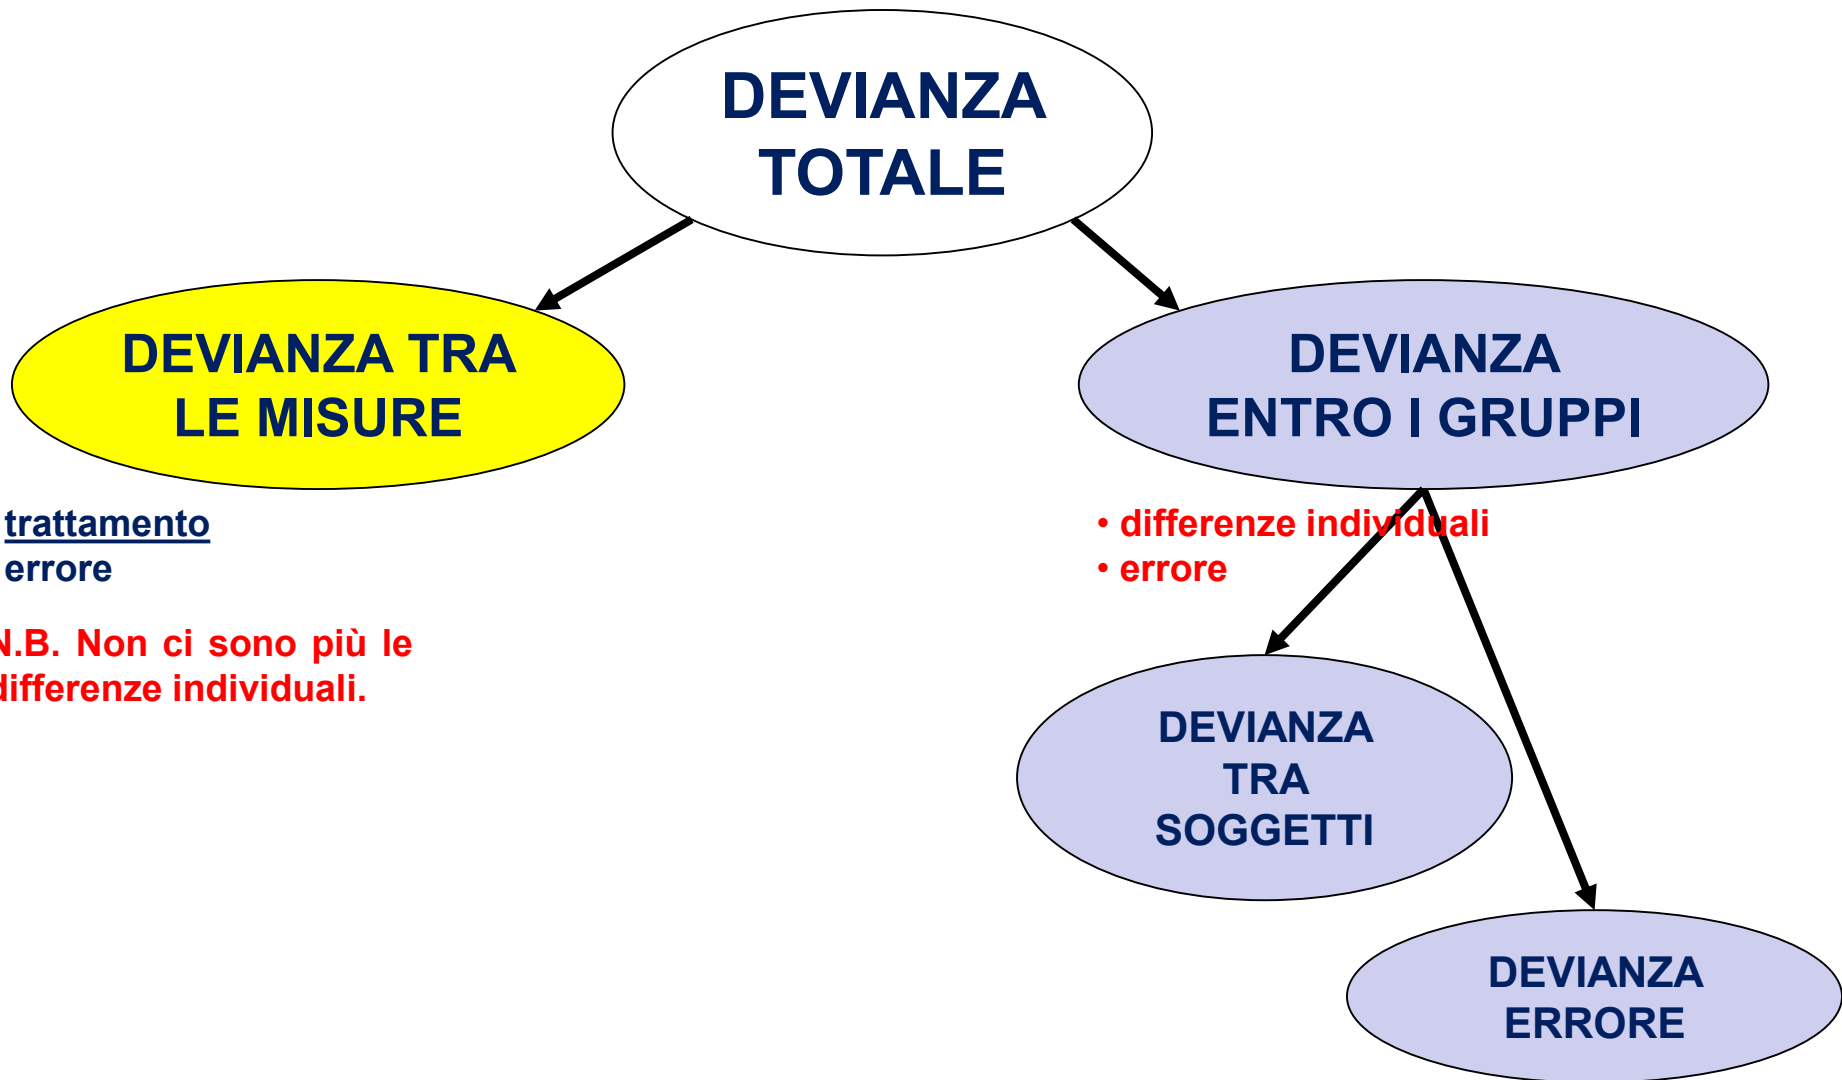 DEVIANZA
TOTALE
DEVIANZA TRA
LE MISURE
DEVIANZA
ENTRO I GRUPPI
trattamento
errore
N.B. Non ci sono più le
differenze individuali.
• differenze individuali
• errore
DEVIANZA
TRA
SOGGETTI
DEVIANZA
ERRORE